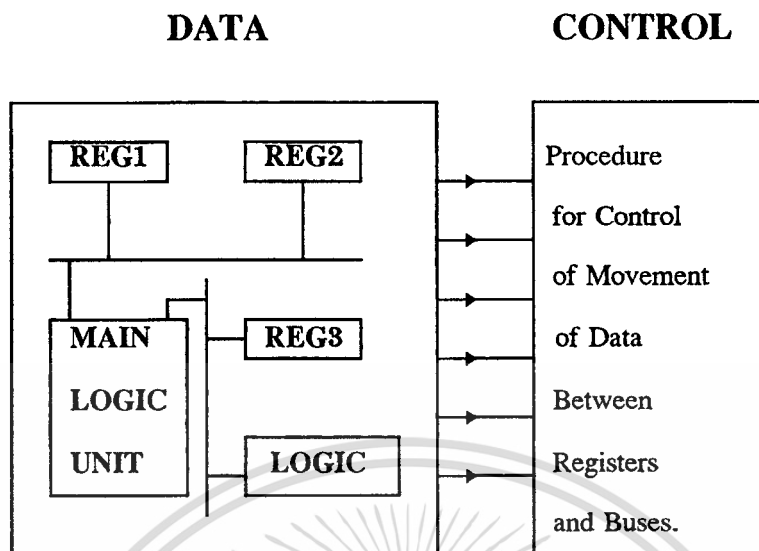 DATA
CONTROL
REG1
REG2
MAIN
LOGIC
UNIT
REG3
LOGIC
Procedure
for Control
of Movement
of Data
Between
Registers
and Buses.